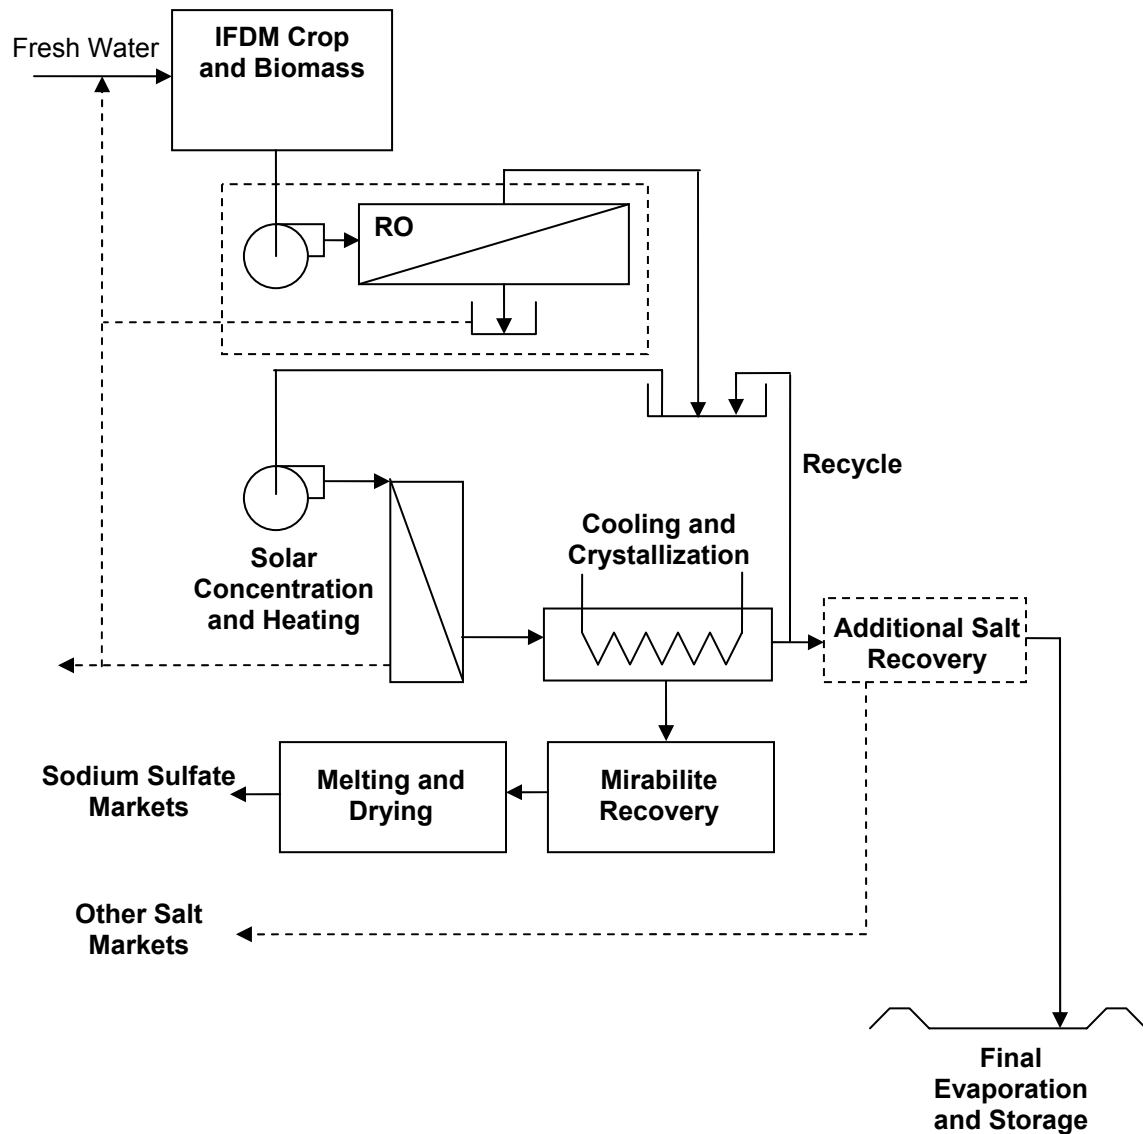 Fresh Water
IFDM Crop
and Biomass
RO
Recycle
Solar
Concentration
and Heating
Cooling and
Crystallization
Additional Salt
Recovery
Sodium Sulfate
Markets
Melting and
Drying
Mirabilite
Recovery
Other Salt
Markets
Final
Evaporation
and Storage